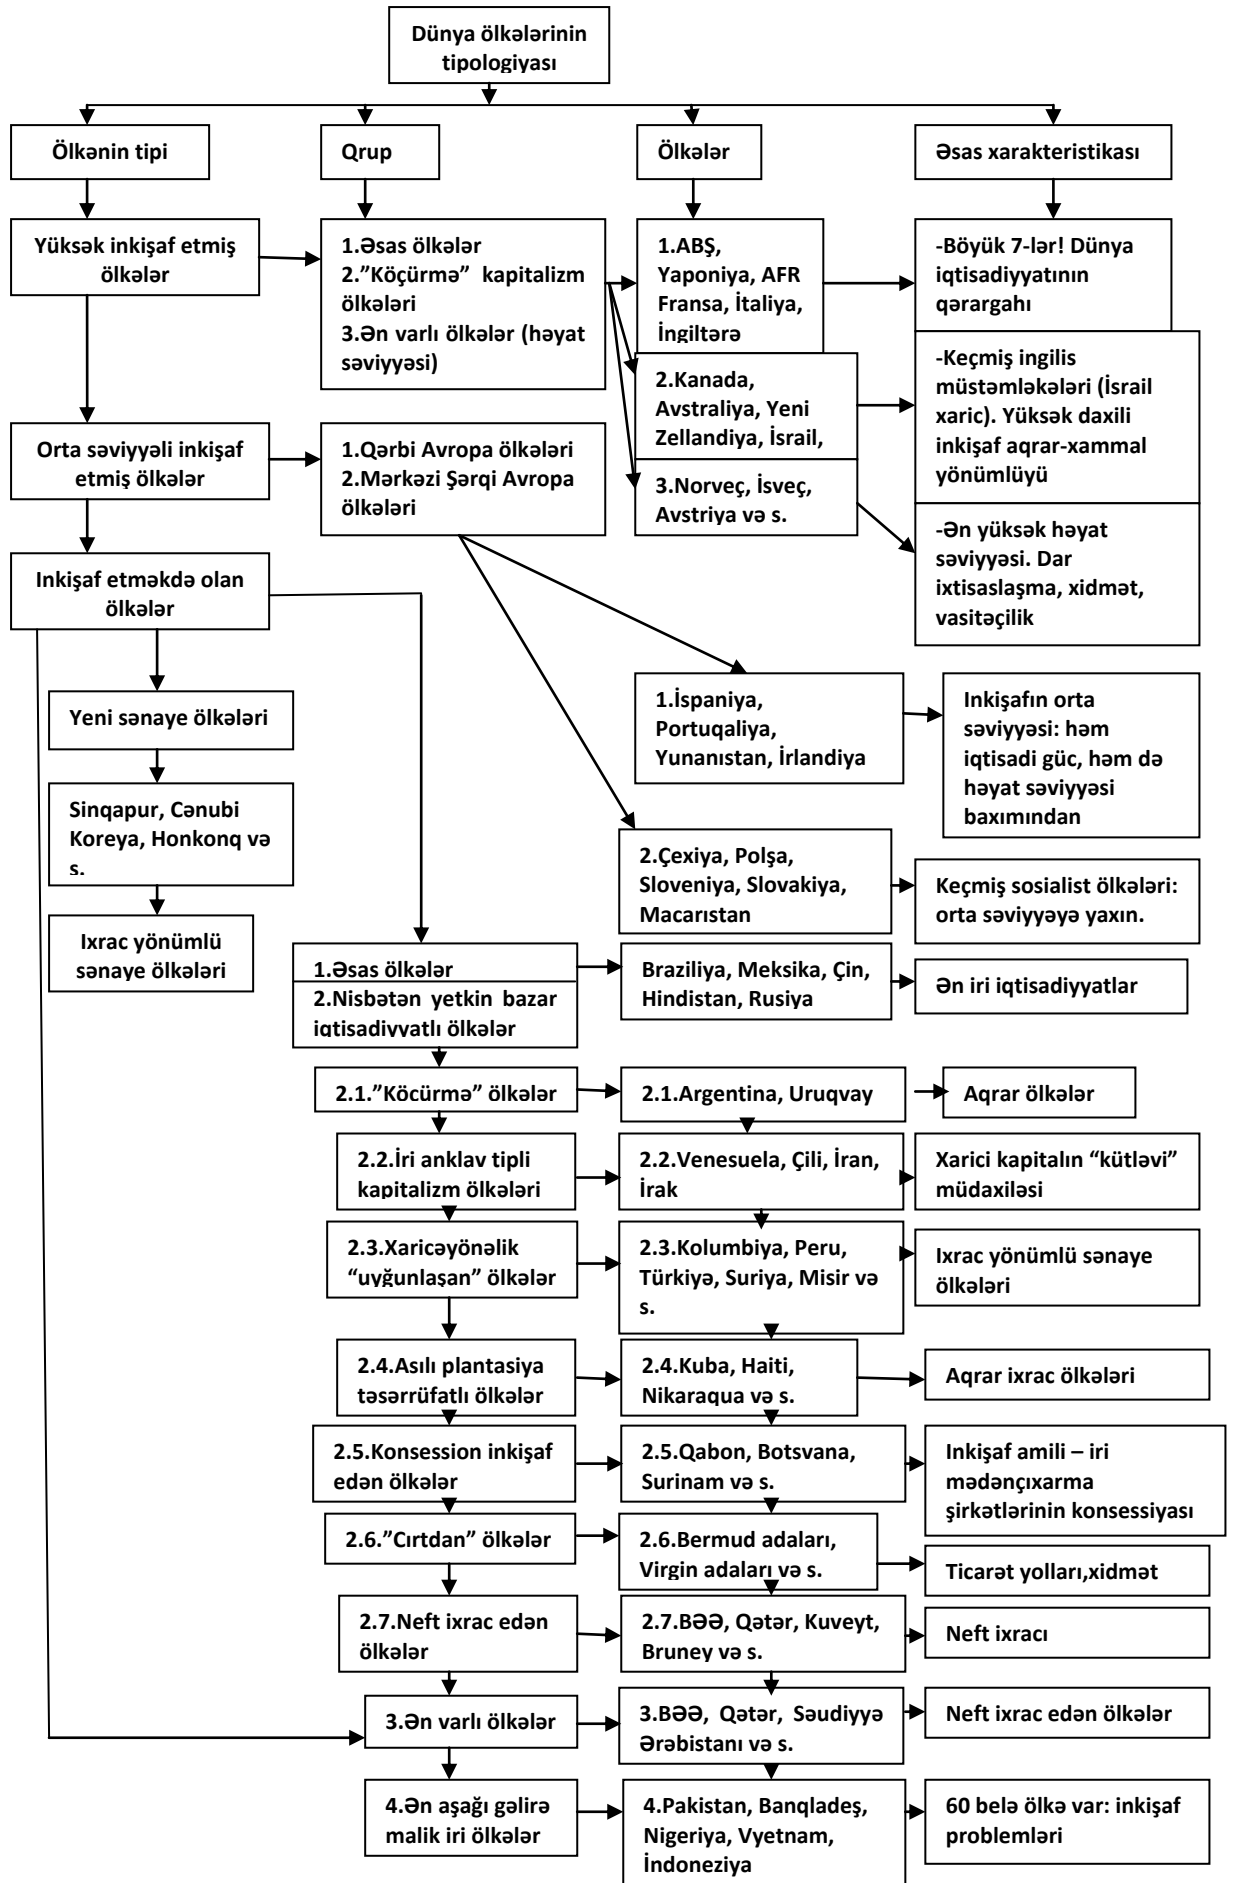 Dünya ölkələrinin
tipologiyası
Ölkənin tipi
Qrup
Ölkələr
Əsas xarakteristikası
Yüksək inkişaf etmiş
ölkələr
1.Əsas ölkələr
2.”Köçürmə” kapitalizm
ölkələri
3.Ən varlı ölkələr (həyat
səviyyəsi)
1.ABŞ,
Yaponiya, AFR
Fransa, İtaliya,
İngiltərə
-Böyük 7-lər! Dünya
iqtisadiyyatının
qərargahı
2.Kanada,
Avstraliya, Yeni
Zellandiya, İsrail,
-Keçmiş ingilis
müstəmləkələri (İsrail
xaric). Yüksək daxili
inkişaf aqrar-xammal
yönümlüyü
Orta səviyyəli inkişaf
etmiş ölkələr
1.Qərbi Avropa ölkələri
2.Mərkəzi Şərqi Avropa
ölkələri
3.Norveç, İsveç,
Avstriya və s.
-Ən yüksək həyat
səviyyəsi. Dar
ixtisaslaşma, xidmət,
vasitəçilik
Inkişaf etməkdə olan
ölkələr
Yeni sənaye ölkələri
1.İspaniya,
Portuqaliya,
Yunanıstan, İrlandiya
Inkişafın orta
səviyyəsi: həm
iqtisadi güc, həm də
həyat səviyyəsi
baxımından
Sinqapur, Cənubi
Koreya, Honkonq və
s.
2.Çexiya, Polşa,
Sloveniya, Slovakiya,
Macarıstan
Keçmiş sosialist ölkələri:
orta səviyyəyə yaxın.
Ixrac yönümlü
sənaye ölkələri
1.Əsas ölkələr
2.Nisbətən yetkin bazar
iqtisadiyyatlı ölkələr
Braziliya, Meksika, Çin,
Hindistan, Rusiya
Ən iri iqtisadiyyatlar
2.1.”Köcürmə” ölkələr
2.1.Argentina, Uruqvay
Aqrar ölkələr
2.2.İri anklav tipli
kapitalizm ölkələri
2.2.Venesuela, Çili, İran,
İrak
Xarici kapitalın “kütləvi”
müdaxiləsi
2.3.Xaricəyönəlik
“uyğunlaşan” ölkələr
2.3.Kolumbiya, Peru,
Türkiyə, Suriya, Misir və
s.
Ixrac yönümlü sənaye
ölkələri
2.4.Asılı plantasiya
təsərrüfatlı ölkələr
2.4.Kuba, Haiti,
Nikaraqua və s.
Aqrar ixrac ölkələri
2.5.Konsession inkişaf
edən ölkələr
2.5.Qabon, Botsvana,
Surinam və s.
Inkişaf amili – iri
mədənçıxarma
şirkətlərinin konsessiyası
2.6.”Cırtdan” ölkələr
2.6.Bermud adaları,
Virgin adaları və s.
Ticarət yolları,xidmət
2.7.Neft ixrac edən
ölkələr
2.7.BƏƏ, Qətər, Kuveyt,
Bruney və s.
Neft ixracı
3.Ən varlı ölkələr
3.BƏƏ, Qətər, Səudiyyə
Ərəbistanı və s.
Neft ixrac edən ölkələr
4.Ən aşağı gəlirə
malik iri ölkələr
4.Pakistan, Banqladeş,
Nigeriya, Vyetnam,
İndoneziya
60 belə ölkə var: inkişaf
problemləri